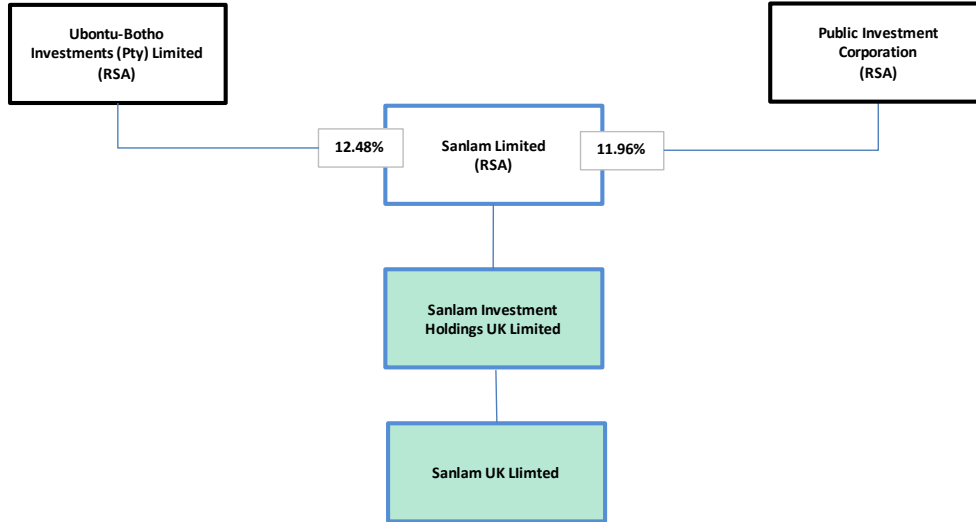 Ubontu-Botho
Investments (Pty) Limited
(RSA)
Public Investment
Corporation
(RSA)
12.48%
Sanlam Limited
(RSA)
11.96%
Sanlam Investment
Holdings UK Limited
Sanlam UK LIimted